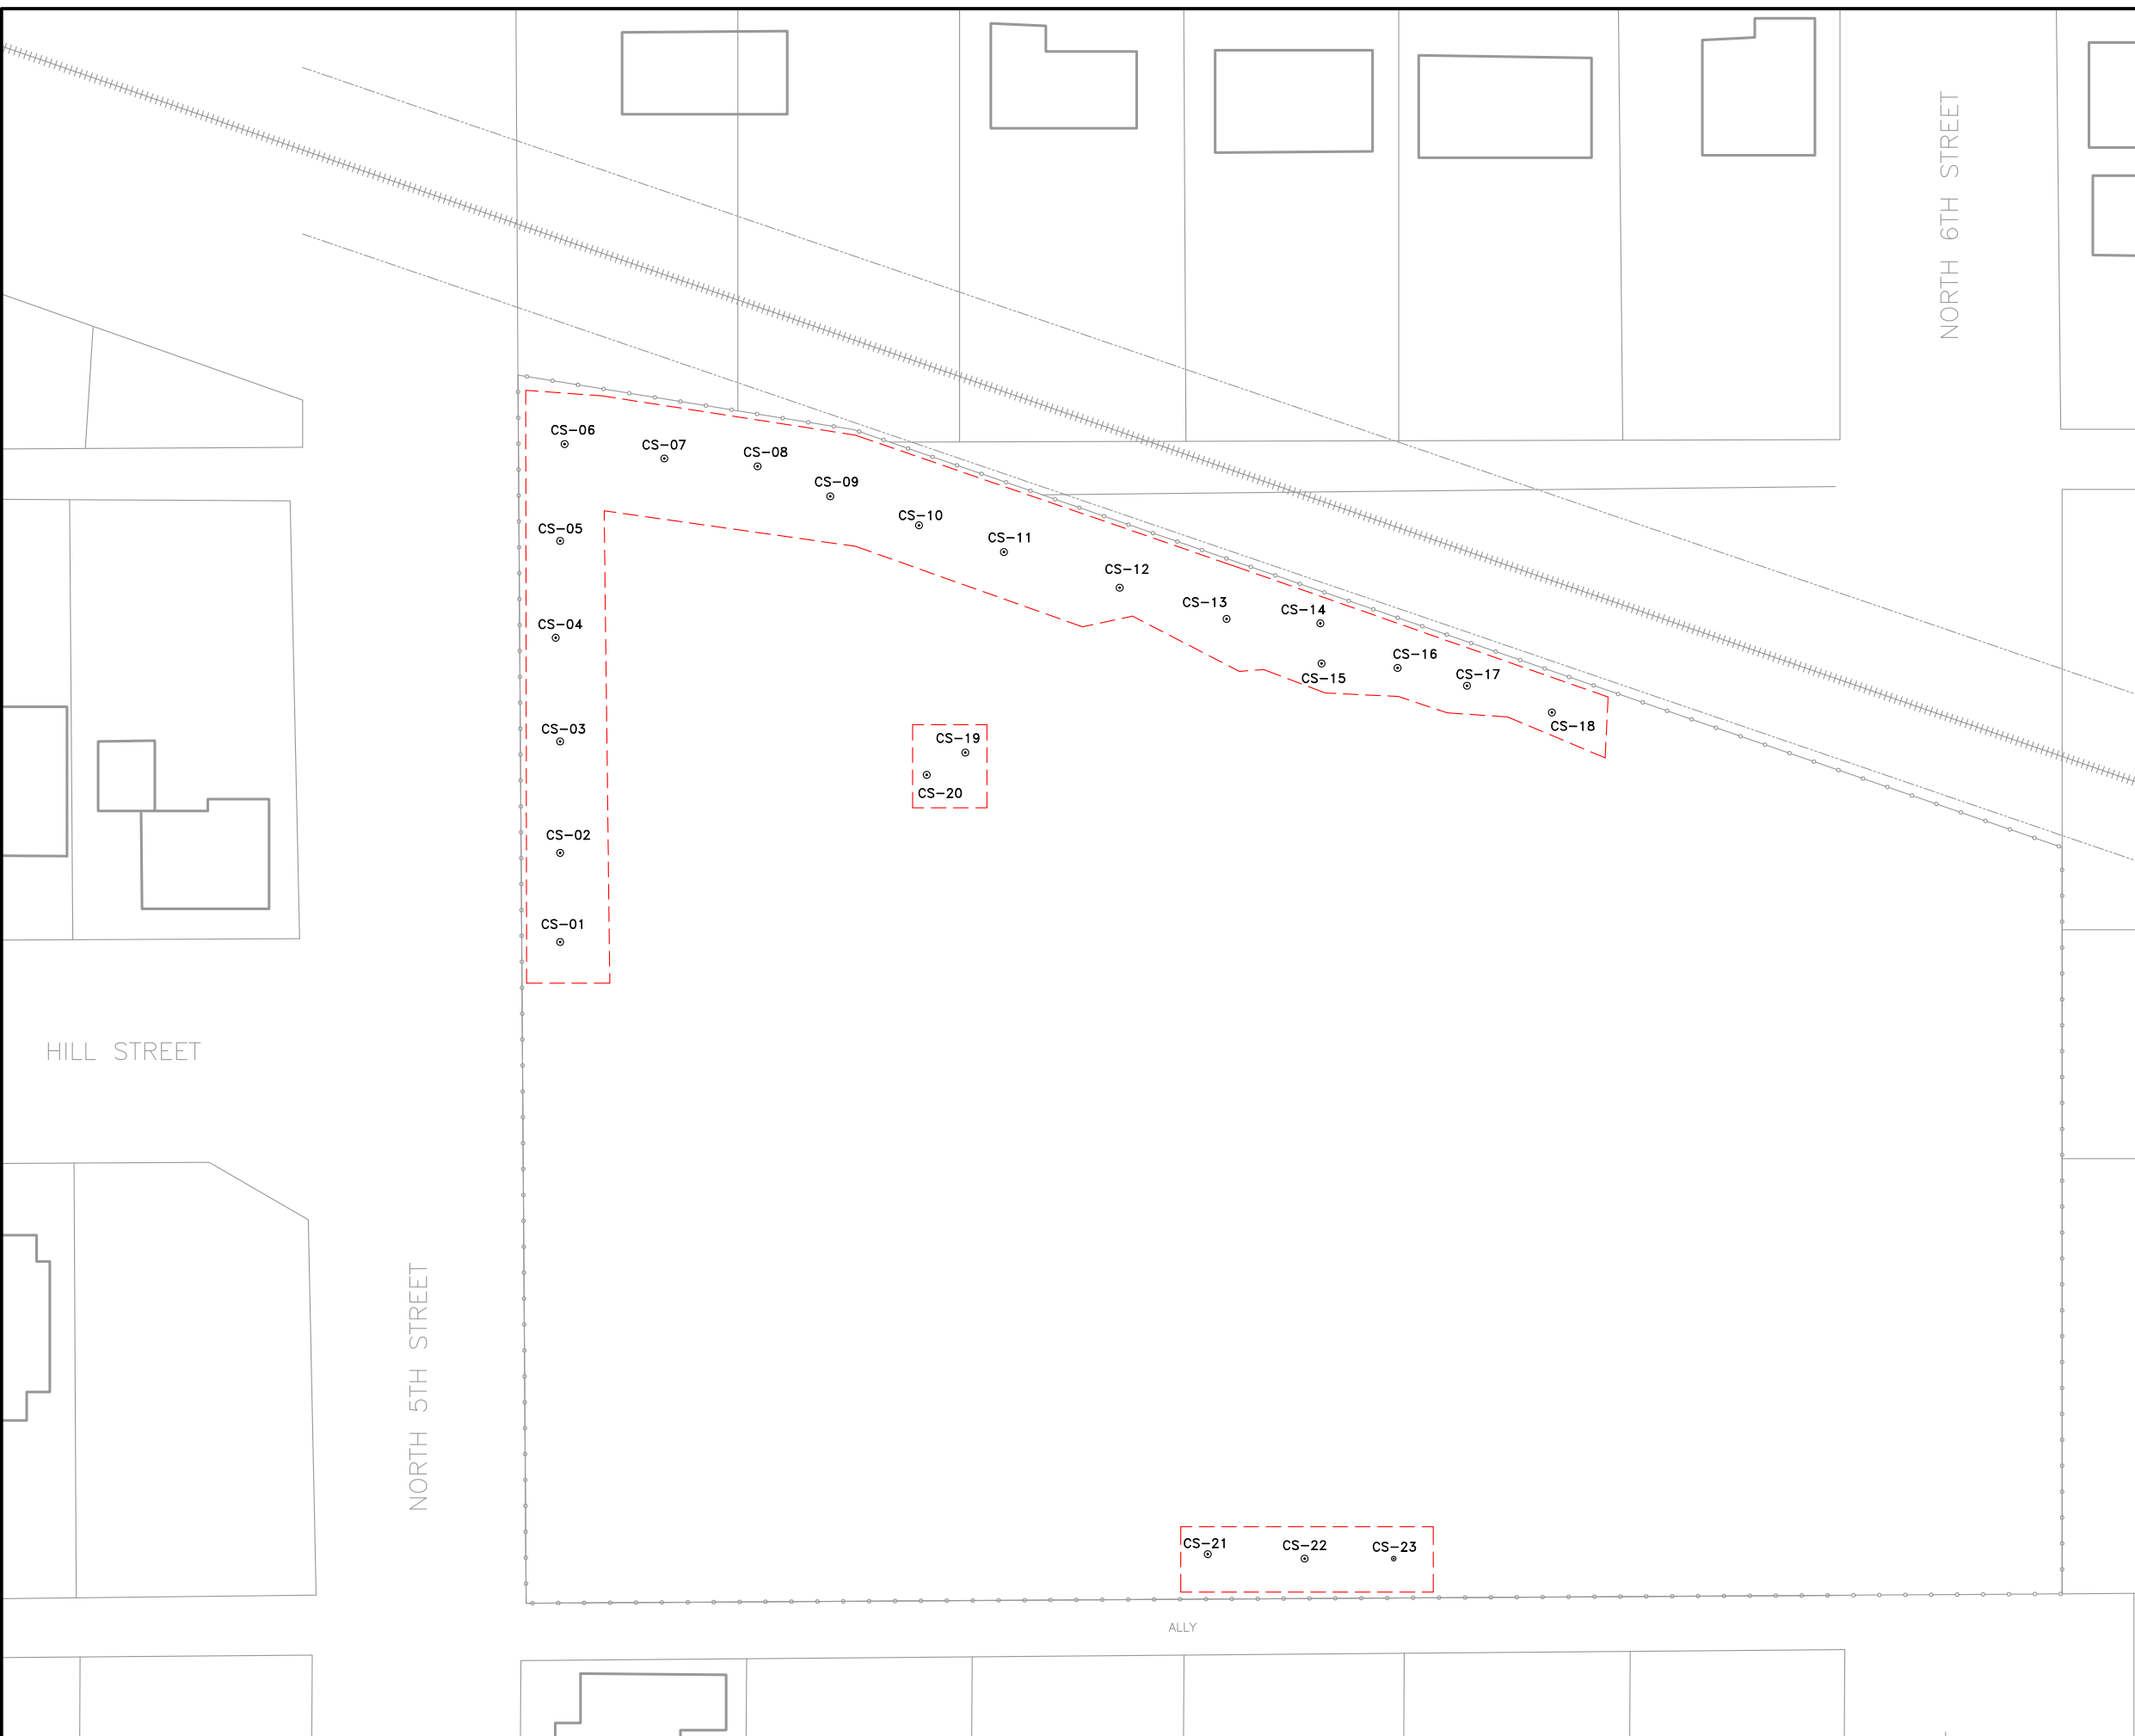 NORTH 6TH STREET
CS-06
CS-07
CS-08
CS-09
CS-10
CS-05
CS-11
CS-12
CS-13
CS-14
CS-04
CS-16
CS-15
CS-17
CS-18
CS-03
CS-19
CS-20
CS-02
CS-01
HILL STREET
NORTH 5TH STREET
CS-21
CS-22
CS-23
ALLY